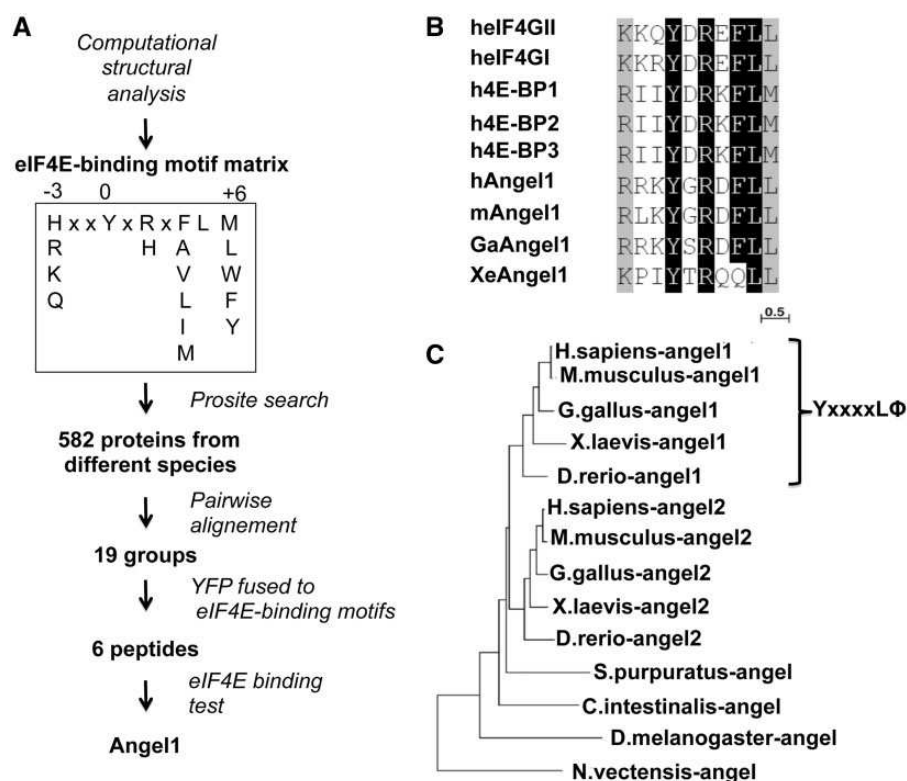 A
Computational
structural
analysis
eIF4E-binding motif matrix
-3 0 +6
H x x Y x R x F L M
R H A L
K V W
Q L F
I Y
M
Prosite search
582 proteins from
different species
Pairwise
alignement
19 groups
YFP fused to
eIF4E-binding motifs
6 peptides
eIF4E binding
test
Angel1
B
heIF4GII KKQYDREFLL
heIF4GI KKRYDREFLL
h4E-BP1 RIIYDRKFLM
h4E-BP2 RIIYDRKFLM
h4E-BP3 RIIYDRKFLM
hAngel1 RRKYGRDFLL
mAngel1 RLKYGRDFLL
GaAngel1 RRKYSRDFLL
XeAngel1 KPIYTRQQLL
0.5
C
H.sapiens-angel1
M.musculus-angel1
G.gallus-angel1
X.laevis-angel1
D.rerio-angel1
YxxxxLΦ
H.sapiens-angel2
M.musculus-angel2
G.gallus-angel2
X.laevis-angel2
D.rerio-angel2
S.purpuratus-angel
C.intestinalis-angel
D.melanogaster-angel
N.vectensis-angel